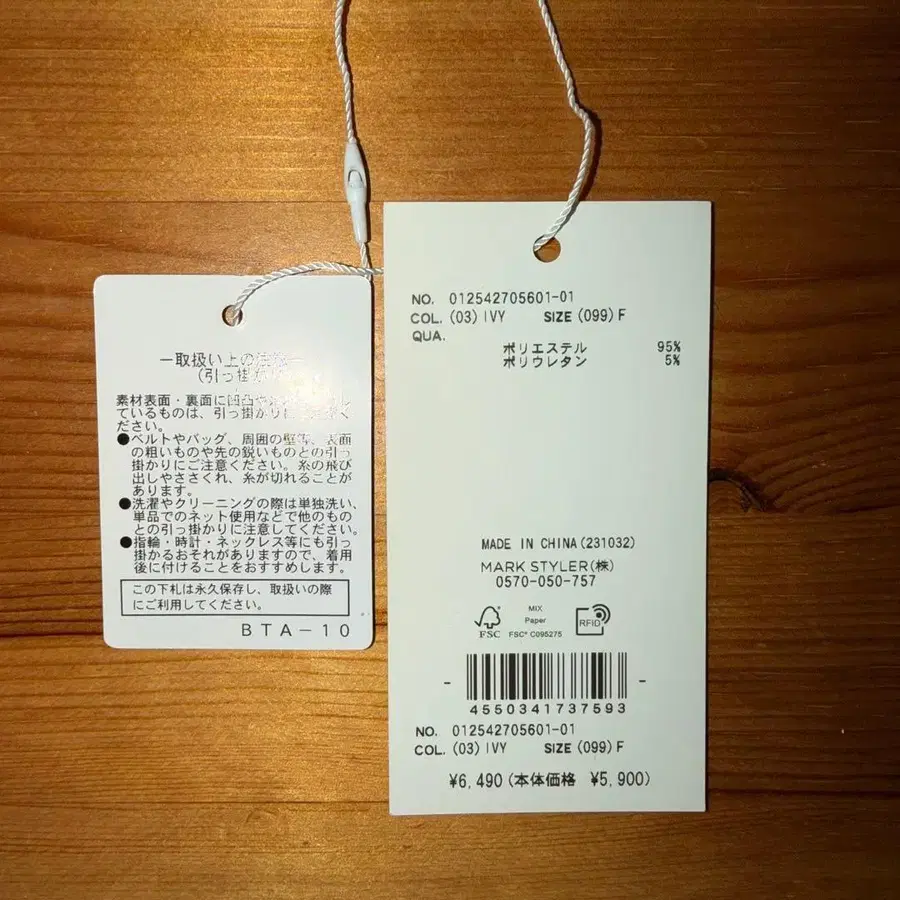 ―取扱い上の注意―
(引っ掛かり)
素材表面・裏面に凹凸や
ているものは、引っ掛かりに
ださい。
●ベルトやバッグ、周囲の壁等、表面
の粗いものや先の鋭いものとの引っ
掛かりにご注意ください。糸の飛び
出しやささくれ、糸が切れることが
あります。
●洗濯やクリーニングの際は単独洗い、
単品でのネット使用などで他のもの
との引っ掛かりに注意してください。
●指輪・時計・ネックレス等にも引っ
掛かるおそれがありますので、着用
後に付けることをおすすめします。
この下札は永久保存し、取扱いの際
にご利用してください。
BTA-10
NO. 012542705601-01
COL. (03) IVY SIZE (099) F
QUA.
ポリエステル 95%
ポリウレタン 5%
MADE IN CHINA (231032)
MARK STYLER(株)
0570-050-757
FSC
MIX
Paper
FSC® C095275
RFID
4550341737593
NO. 012542705601-01
COL. (03) IVY SIZE (099) F
¥6,490 (本体価格 ¥5,900)